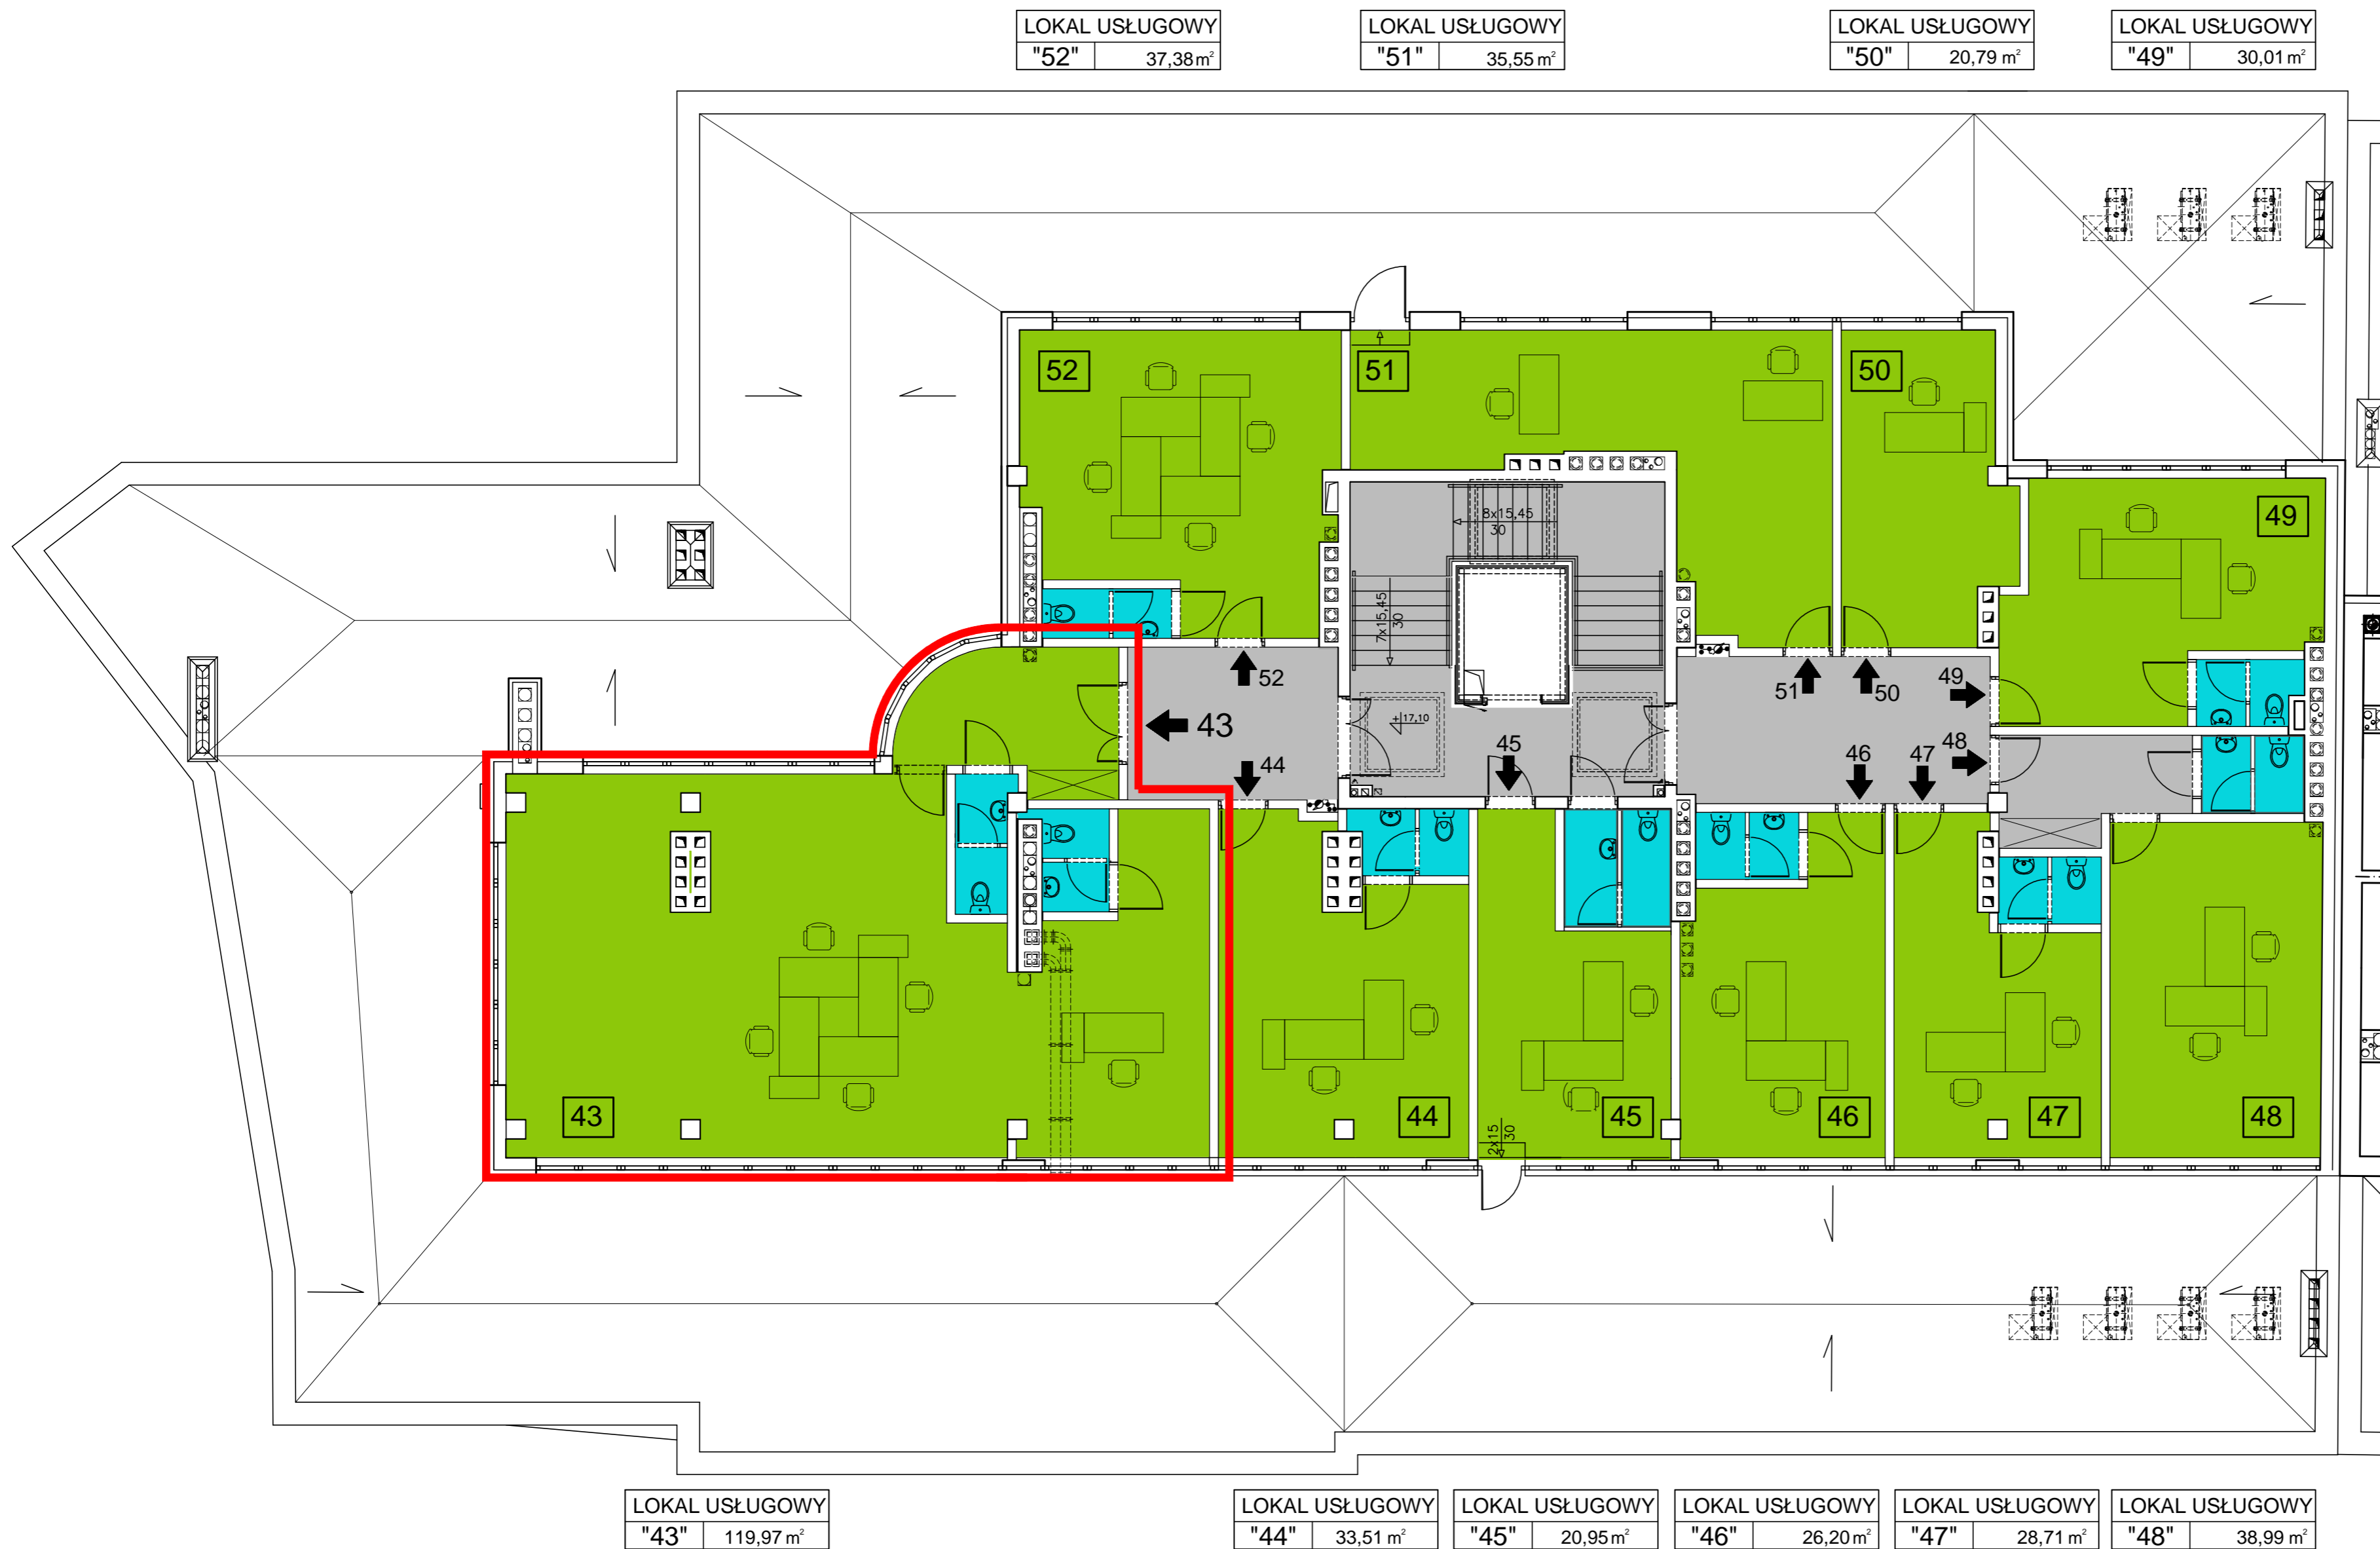 LOKAL USŁUGOWY
"52" 37,38 m²
LOKAL USŁUGOWY
"51" 35,55 m²
LOKAL USŁUGOWY
"50" 20,79 m²
LOKAL USŁUGOWY
"49" 30,01 m²
52
51
50
49
8x15,45
30
7x15,45
30
+17,10
52
43
44
45
51
50
49
48
46
47
43
44
45
46
47
48
2x15
30
LOKAL USŁUGOWY
"43" 119,97 m²
LOKAL USŁUGOWY
"44" 33,51 m²
LOKAL USŁUGOWY
"45" 20,95 m²
LOKAL USŁUGOWY
"46" 26,20 m²
LOKAL USŁUGOWY
"47" 28,71 m²
LOKAL USŁUGOWY
"48" 38,99 m²